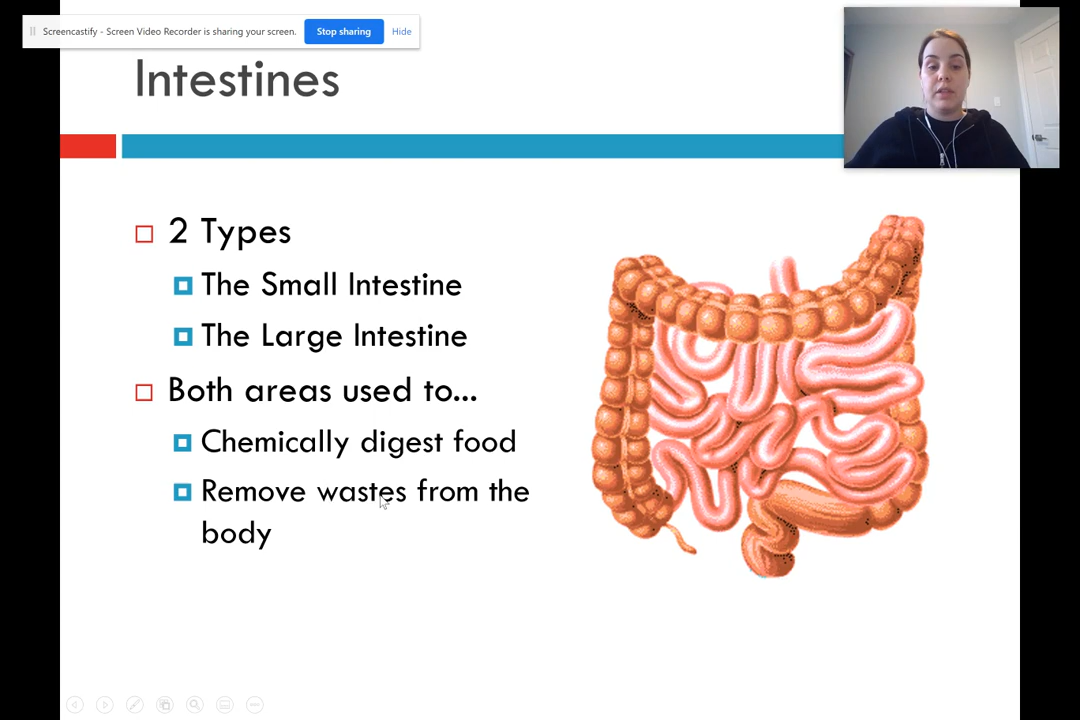 Screencastify - Screen Video Recorder is sharing your screen. Stop sharing Hide
Intestines
2 Types
The Small Intestine
The Large Intestine
Both areas used to...
Chemically digest food
Remove wastes from the
body